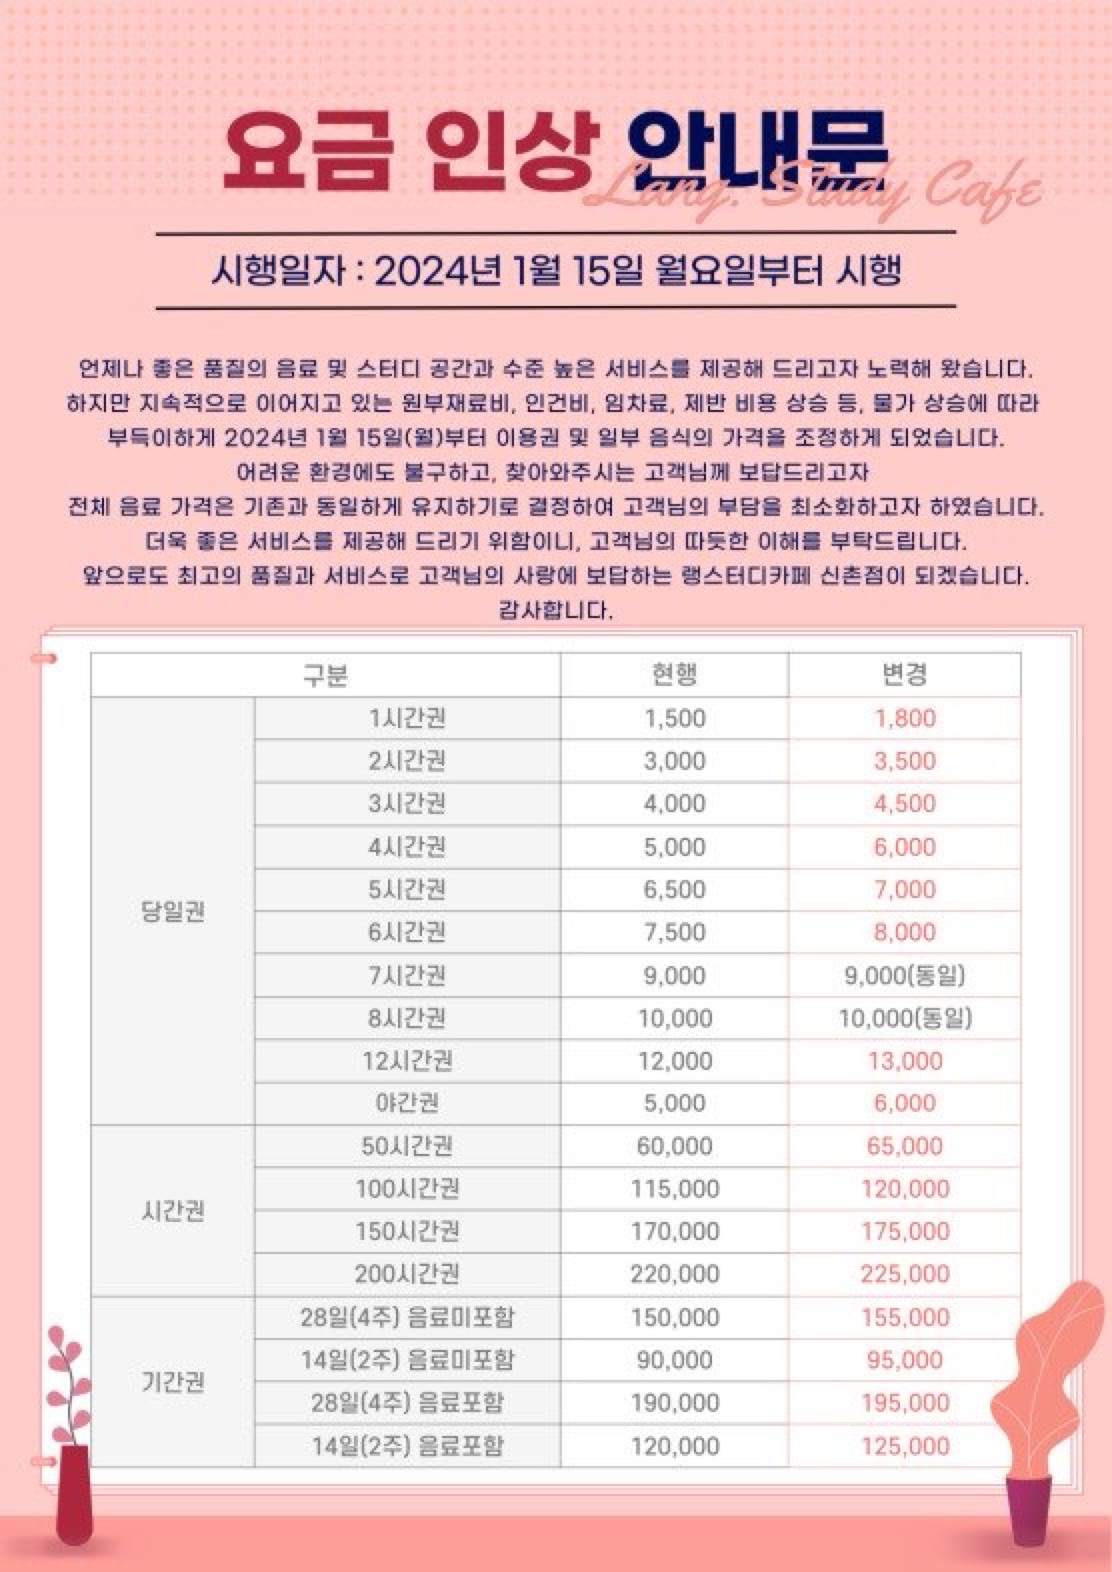 요금 인상 안내문
Lang. Study Cafe
시행일자 : 2024년 1월 15일 월요일부터 시행
언제나 좋은 품질의 음료 및 스터디 공간과 수준 높은 서비스를 제공해 드리고자 노력해 왔습니다.
하지만 지속적으로 이어지고 있는 원부재료비, 인건비, 임차료, 제반 비용 상승 등, 물가 상승에 따라
부득이하게 2024년 1월 15일(월)부터 이용권 및 일부 음식의 가격을 조정하게 되었습니다.
어려운 환경에도 불구하고, 찾아와주시는 고객님께 보답드리고자
전체 음료 가격은 기존과 동일하게 유지하기로 결정하여 고객님의 부담을 최소화하고자 하였습니다.
더욱 좋은 서비스를 제공해 드리기 위함이니, 고객님의 따듯한 이해를 부탁드립니다.
앞으로도 최고의 품질과 서비스로 고객님의 사랑에 보답하는 랭스터디카페 신촌점이 되겠습니다.
감사합니다.
구분 현행 변경
당일권
1시간권 1,500 1,800
2시간권 3,000 3,500
3시간권 4,000 4,500
4시간권 5,000 6,000
5시간권 6,500 7,000
6시간권 7,500 8,000
7시간권 9,000 9,000(동일)
8시간권 10,000 10,000(동일)
12시간권 12,000 13,000
야간권 5,000 6,000
시간권
50시간권 60,000 65,000
100시간권 115,000 120,000
150시간권 170,000 175,000
200시간권 220,000 225,000
기간권
28일(4주) 음료미포함 150,000 155,000
14일(2주) 음료미포함 90,000 95,000
28일(4주) 음료포함 190,000 195,000
14일(2주) 음료포함 120,000 125,000